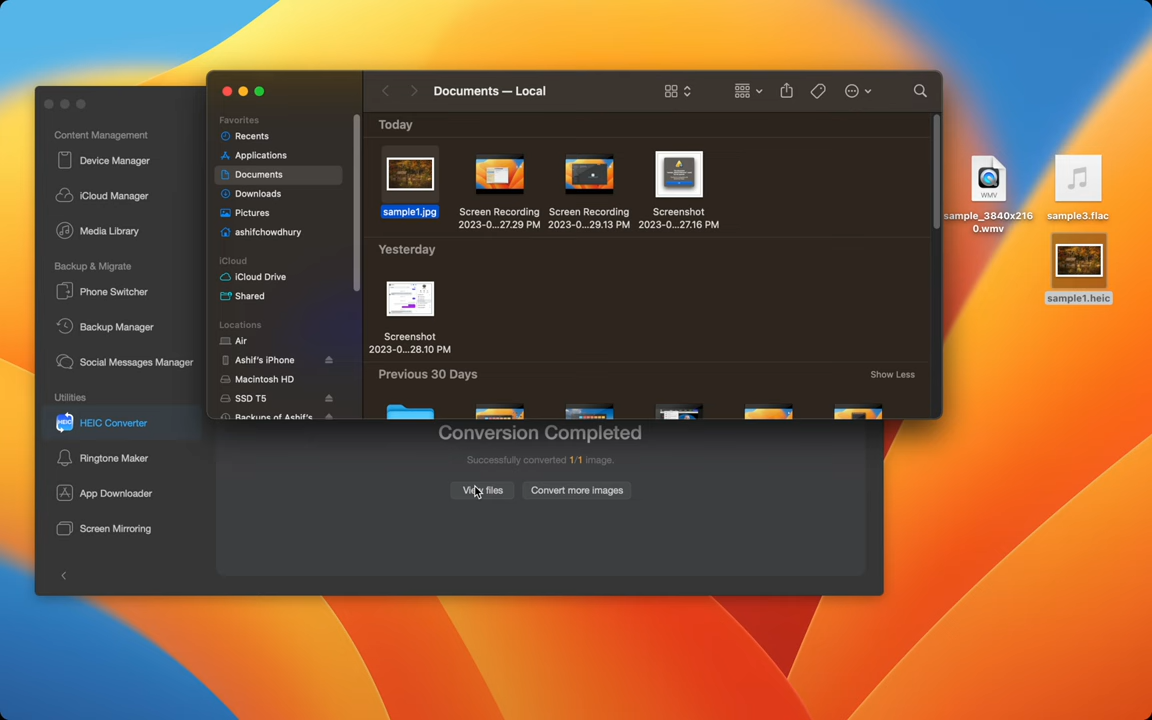 Content Management
Device Manager
iCloud Manager
Media Library
Backup & Migrate
Phone Switcher
Backup Manager
Social Messages Manager
Utilities
HEIC
HEIC Converter
Ringtone Maker
App Downloader
Screen Mirroring
Favorites
Recents
Applications
Documents
Downloads
Pictures
ashifchowdhury
iCloud
iCloud Drive
Shared
Locations
Air
Ashif's iPhone
Macintosh HD
SSD T5
Backups of Ashif's
Documents — Local
Today
sample1.jpg
Screen Recording
2023-0...27.29 PM
Screen Recording
2023-0...29.13 PM
Screenshot
2023-0...27.16 PM
Yesterday
Screenshot
2023-0...28.10 PM
Previous 30 Days
Show Less
Conversion Completed
Successfully converted 1/1 image.
View files
Convert more images
WMV
sample_3840x216
0.wmv
sample3.flac
sample1.heic